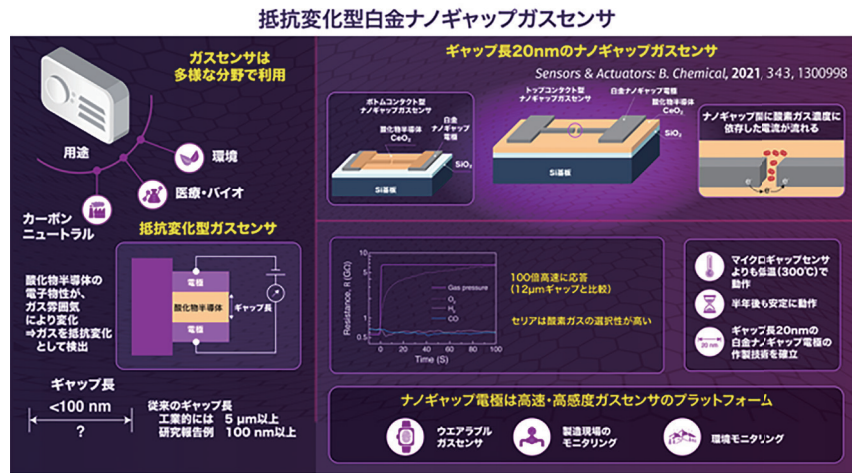 抵抗変化型白金ナノギャップガスセンサ
ガスセンサは
多様な分野で利用
用途
環境
医療・バイオ
カーボン
ニュートラル
抵抗変化型ガスセンサ
酸化物半導体の
電子物性が、
ガス雰囲気
により変化
⇒ガスを抵抗変化
として検出
電極
酸化物半導体
電極
ギャップ長
ギャップ長
<100 nm
?
従来のギャップ長
工業的には 5 μm以上
研究報告例 100 nm以上
ギャップ長20nmのナノギャップガスセンサ
Sensors & Actuators: B. Chemical, 2021, 343, 1300998
ボトムコンタクト型
ナノギャップガスセンサ
酸化物半導体
CeO₂
白金
ナノギャップ
電極
SiO₂
Si基板
トップコンタクト型
ナノギャップガスセンサ
白金ナノギャップ電極
酸化物半導体
CeO₂
SiO₂
Si基板
ナノギャップ間に酸素ガス濃度に
依存した電流が流れる
e⁻
e⁻
Resistance, R (GΩ)
10
5
1
0.5
Gas pressure
O₂
H₂
CO
0
20
40
60
80
100
Time (S)
100倍高速に応答
(12μmギャップと比較)
セリアは酸素ガスの選択性が高い
マイクロギャップセンサ
よりも低温(300℃)で
動作
半年後も安定に動作
20 nm
ギャップ長20nmの
白金ナノギャップ電極の
作製技術を確立
ナノギャップ電極は高速・高感度ガスセンサのプラットフォーム
ウエアラブル
ガスセンサ
製造現場の
モニタリング
環境モニタリング